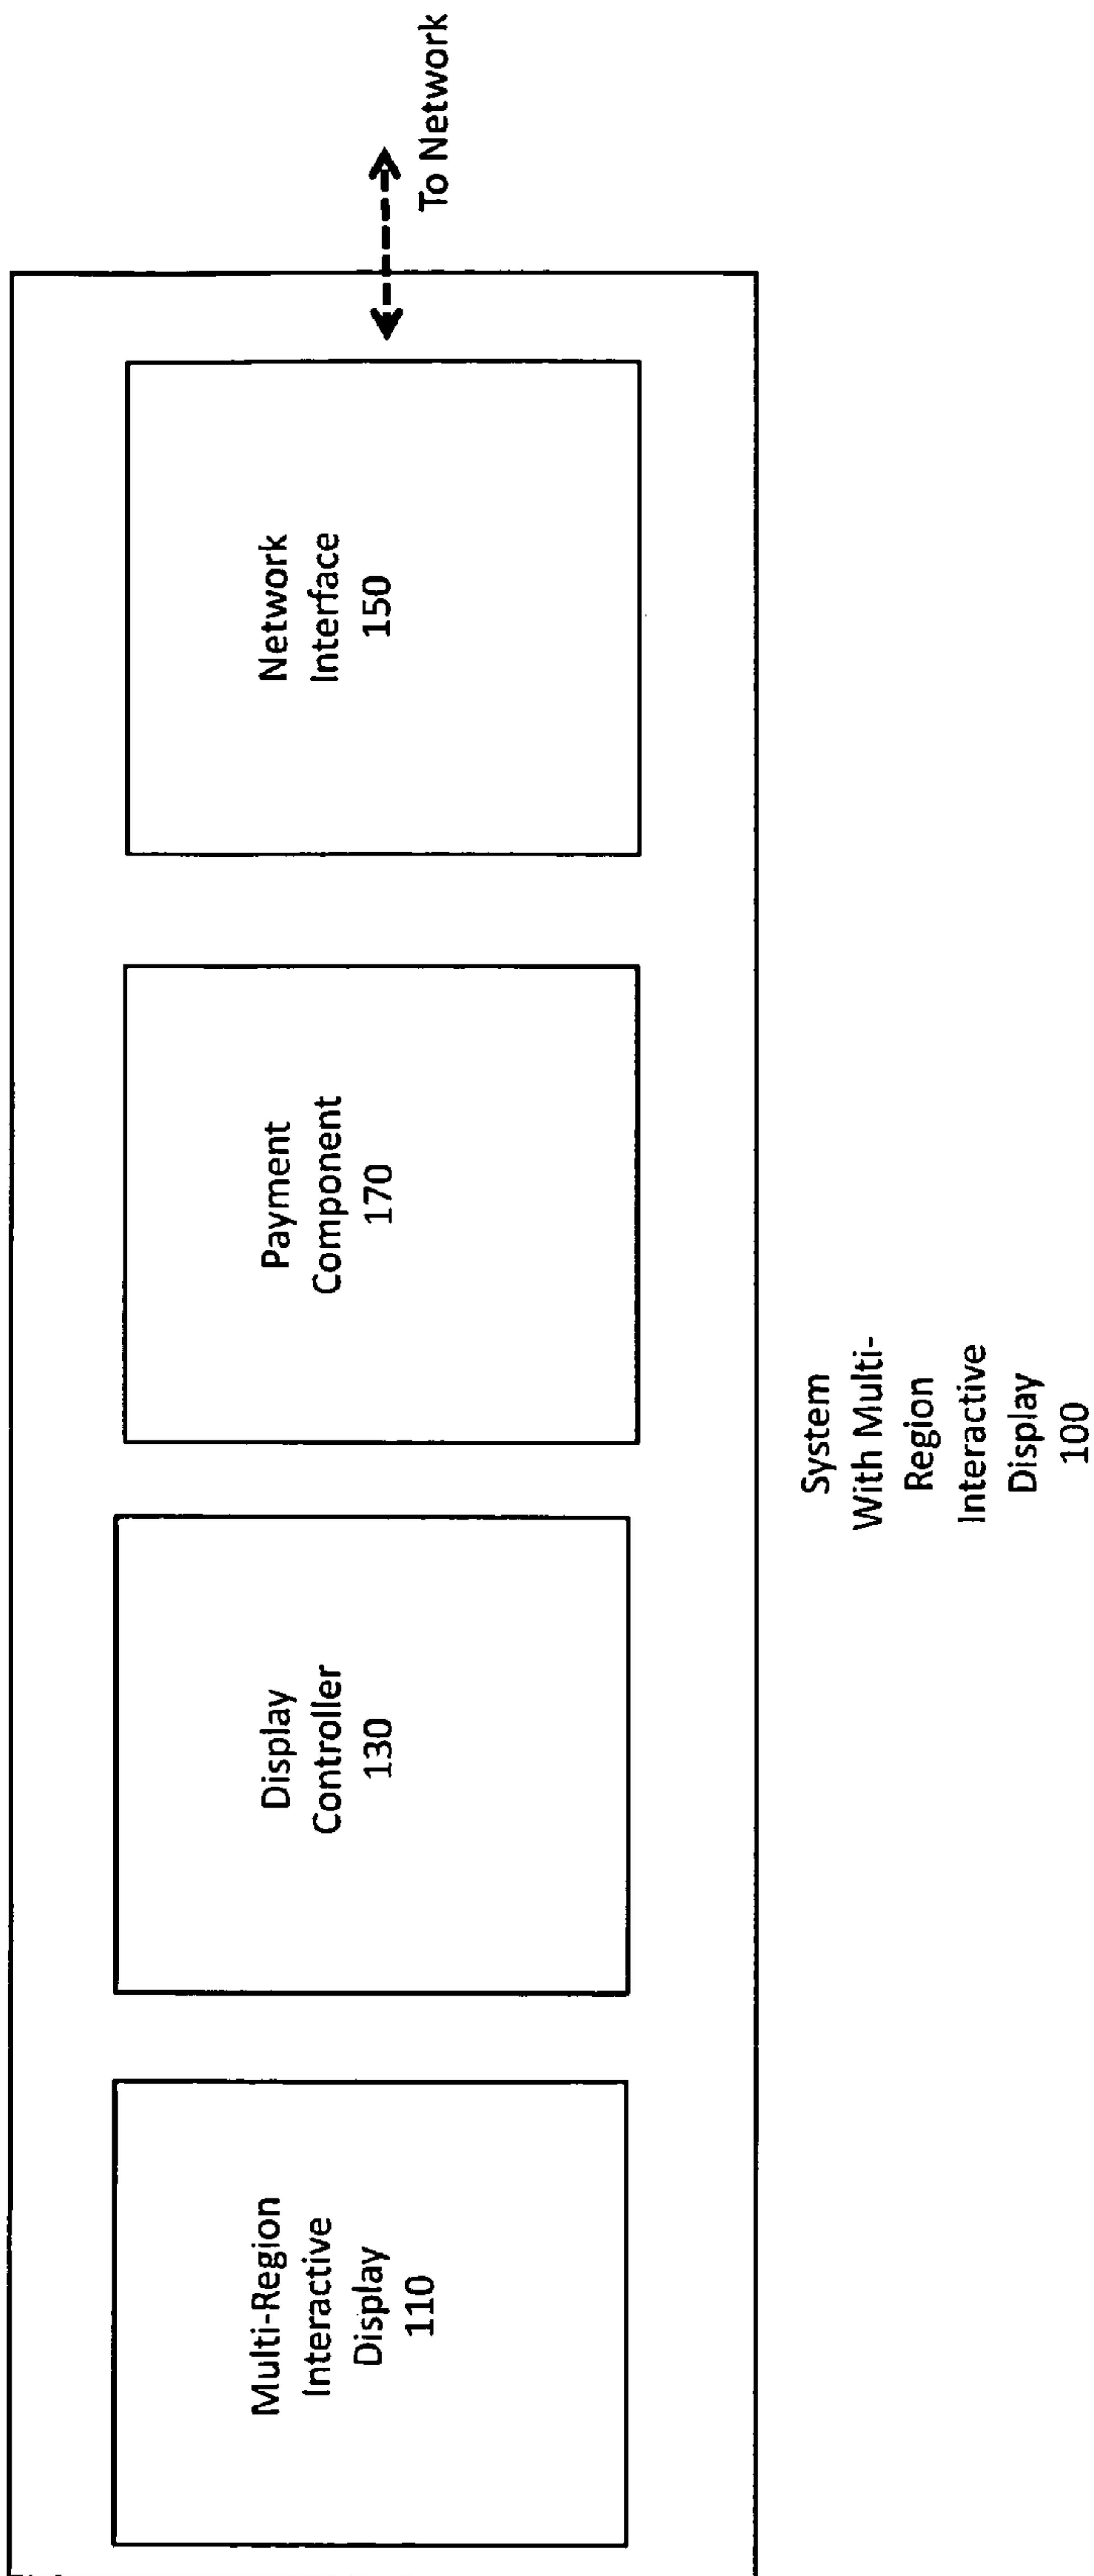 Multi-Region
Interactive
Display
110
Display
Controller
130
Payment
Component
170
Network
Interface
150
To Network
System
With Multi-
Region
Interactive
Display
100